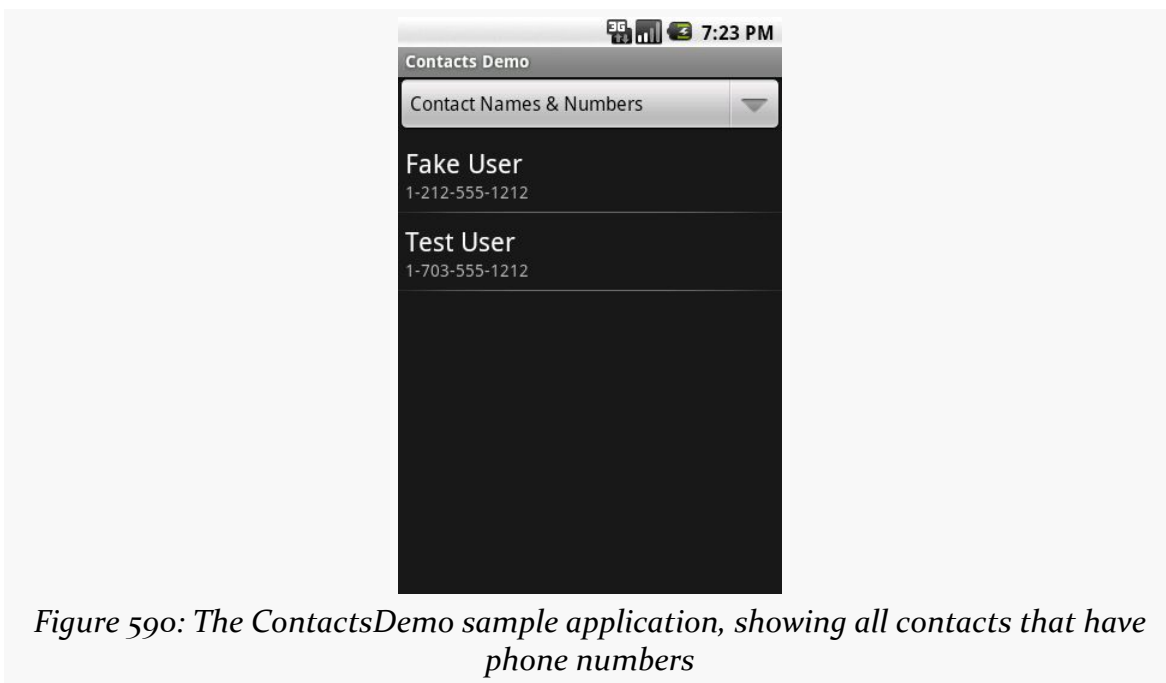 3G 7:23 PM
Contacts Demo
Contact Names & Numbers
Fake User
1-212-555-1212
Test User
1-703-555-1212
Figure 590: The ContactsDemo sample application, showing all contacts that have
phone numbers